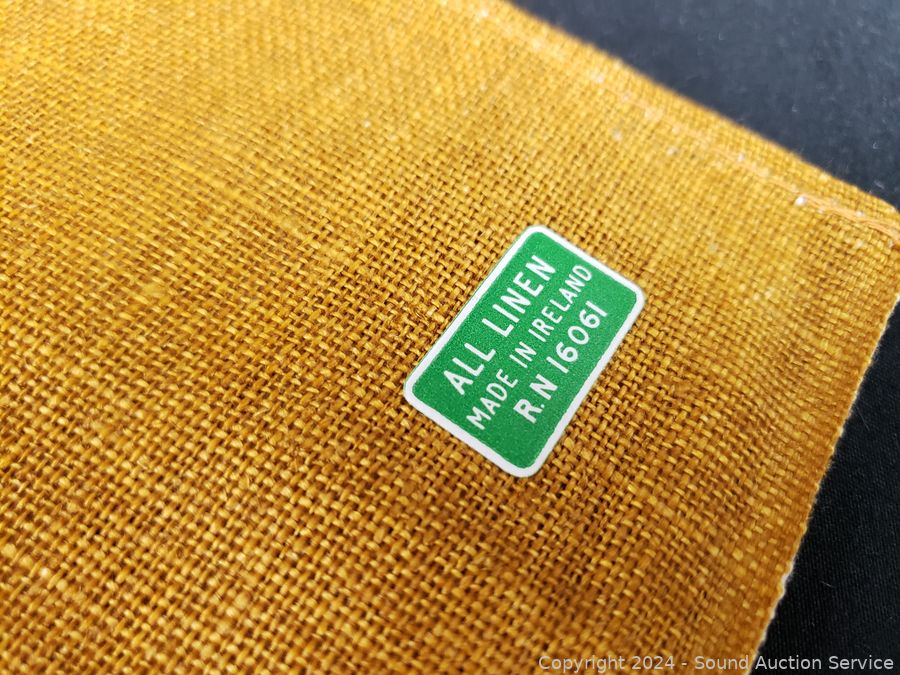 ALL LINEN
MADE IN IRELAND
R.N 16061
Copyright 2024 - Sound Auction Service